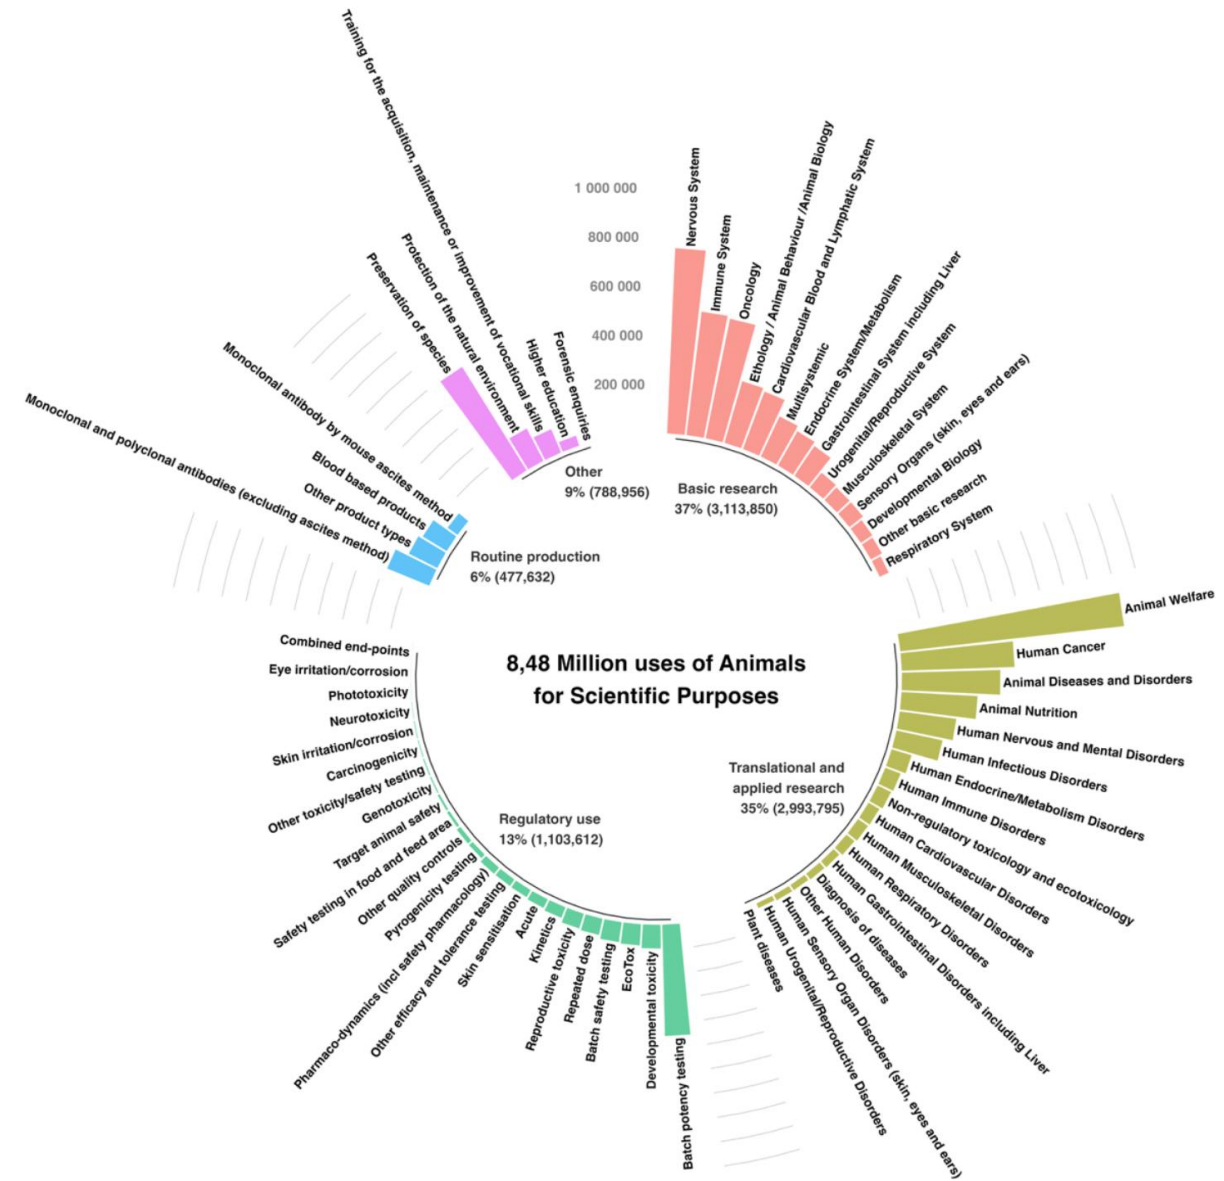 1 000 000
800 000
600 000
400 000
200 000
Nervous System
Immune System
Oncology
Ethology / Animal Behaviour /Animal Biology
Cardiovascular Blood and Lymphatic System
Multisystemic
Endocrine System/Metabolism
Gastrointestinal System including Liver
Urogenital/Reproductive System
Musculoskeletal System
Sensory Organs (skin, eyes and ears)
Developmental Biology
Other basic research
Respiratory System
Basic research
37% (3,113,850)
Animal Welfare
Human Cancer
Animal Diseases and Disorders
Animal Nutrition
Human Nervous and Mental Disorders
Human Infectious Disorders
Human Endocrine/Metabolism Disorders
Human Immune Disorders
Non-regulatory toxicology and ecotoxicology
Human Cardiovascular Disorders
Human Musculoskeletal Disorders
Human Respiratory Disorders
Human Gastrointestinal Disorders including Liver
Diagnosis of diseases
Other Human Disorders
Human Sensory Organ Disorders (skin, eyes and ears)
Human Urogenital/Reproductive Disorders
Plant diseases
Translational and
applied research
35% (2,993,795)
Batch potency testing
Developmental toxicity
EcoTox
Batch safety testing
Repeated dose
Reproductive toxicity
Kinetics
Acute
Skin sensitisation
Other efficacy and tolerance testing
Pharmaco-dynamics (incl safety pharmacology)
Pyrogenicity testing
Other quality controls
Safety testing in food and feed area
Target animal safety
Genotoxicity
Other toxicity/safety testing
Carcinogenicity
Skin irritation/corrosion
Neurotoxicity
Phototoxicity
Eye irritation/corrosion
Combined end-points
Regulatory use
13% (1,103,612)
Monoclonal and polyclonal antibodies (excluding ascites method)
Other product types
Blood based products
Monoclonal antibody by mouse ascites method
Routine production
6% (477,632)
Preservation of species
Protection of the natural environment
Training for the acquisition, maintenance or improvement of vocational skills
Higher education
Forensic enquiries
Other
9% (788,956)
8,48 Million uses of Animals
for Scientific Purposes